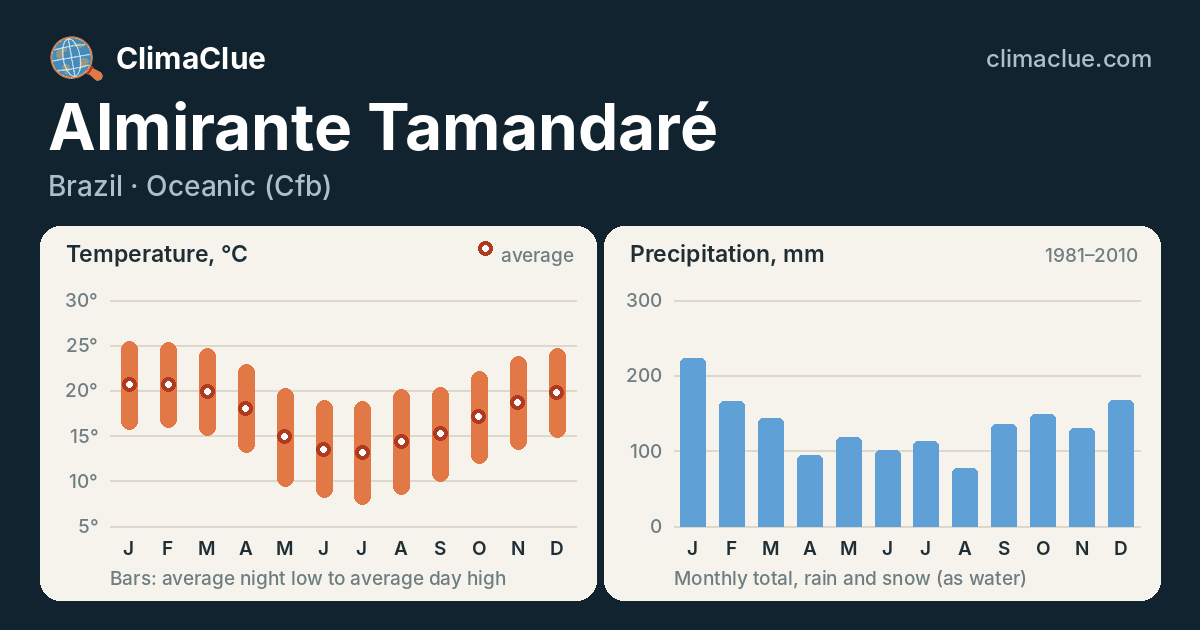 ClimaClue
climaclue.com
Almirante Tamandaré
Brazil · Oceanic (Cfb)
Temperature, °C
average
30°
25°
20°
15°
10°
5°
J F M A M J J A S O N D
Bars: average night low to average day high
Precipitation, mm
1981–2010
300
200
100
0
J F M A M J J A S O N D
Monthly total, rain and snow (as water)